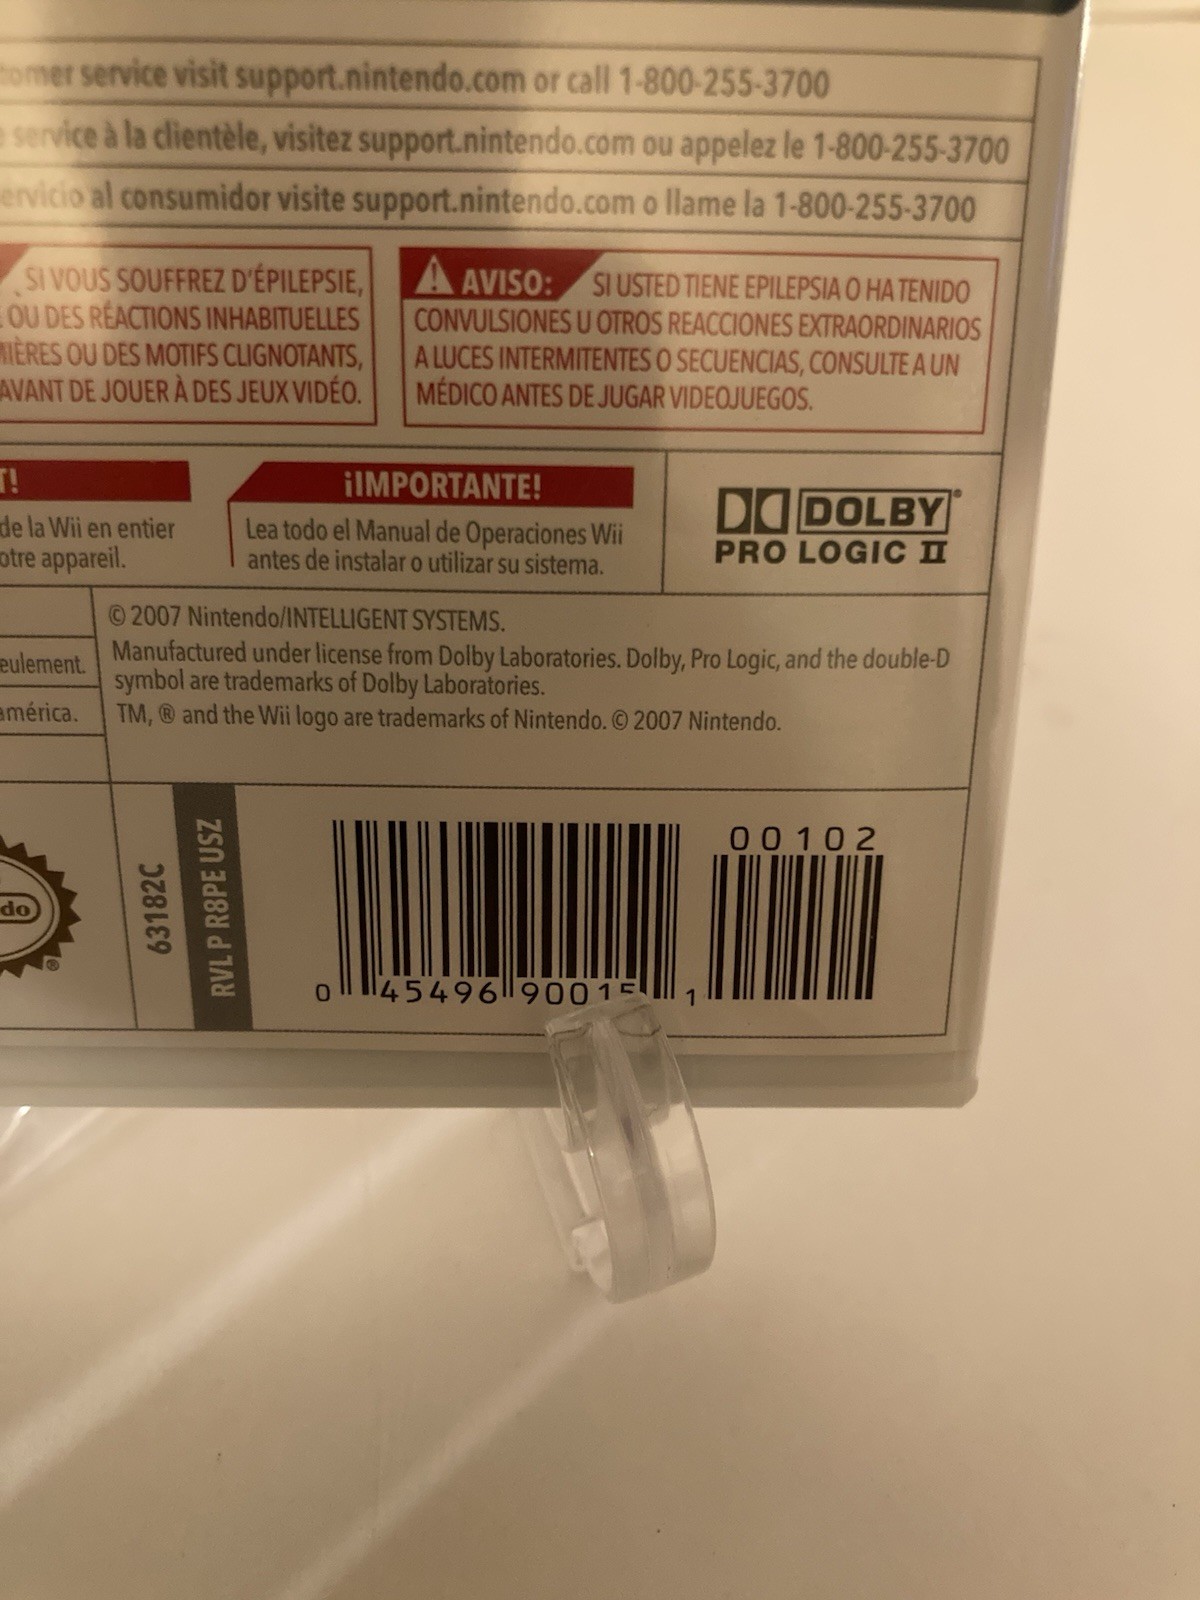 customer service visit support.nintendo.com or call 1-800-255-3700
service à la clientèle, visitez support.nintendo.com ou appelez le 1-800-255-3700
servicio al consumidor visite support.nintendo.com o llame la 1-800-255-3700
SI VOUS SOUFFREZ D'ÉPILEPSIE,
OU DES RÉACTIONS INHABITUELLES
MIÈRES OU DES MOTIFS CLIGNOTANTS,
AVANT DE JOUER À DES JEUX VIDÉO.
AVISO: SI USTED TIENE EPILEPSIA O HA TENIDO
CONVULSIONES U OTROS REACCIONES EXTRAORDINARIOS
A LUCES INTERMITENTES O SECUENCIAS, CONSULTE A UN
MÉDICO ANTES DE JUGAR VIDEOJUEGOS.
T!
de la Wii en entier
otre appareil.
¡IMPORTANTE!
Lea todo el Manual de Operaciones Wii
antes de instalar o utilizar su sistema.
DOLBY®
PRO LOGIC II
eulement.
américa.
© 2007 Nintendo/INTELLIGENT SYSTEMS.
Manufactured under license from Dolby Laboratories. Dolby, Pro Logic, and the double-D
symbol are trademarks of Dolby Laboratories.
TM, ® and the Wii logo are trademarks of Nintendo. © 2007 Nintendo.
do
®
63182C
RVL P R8PE USZ
00102
0 45496 90015 1